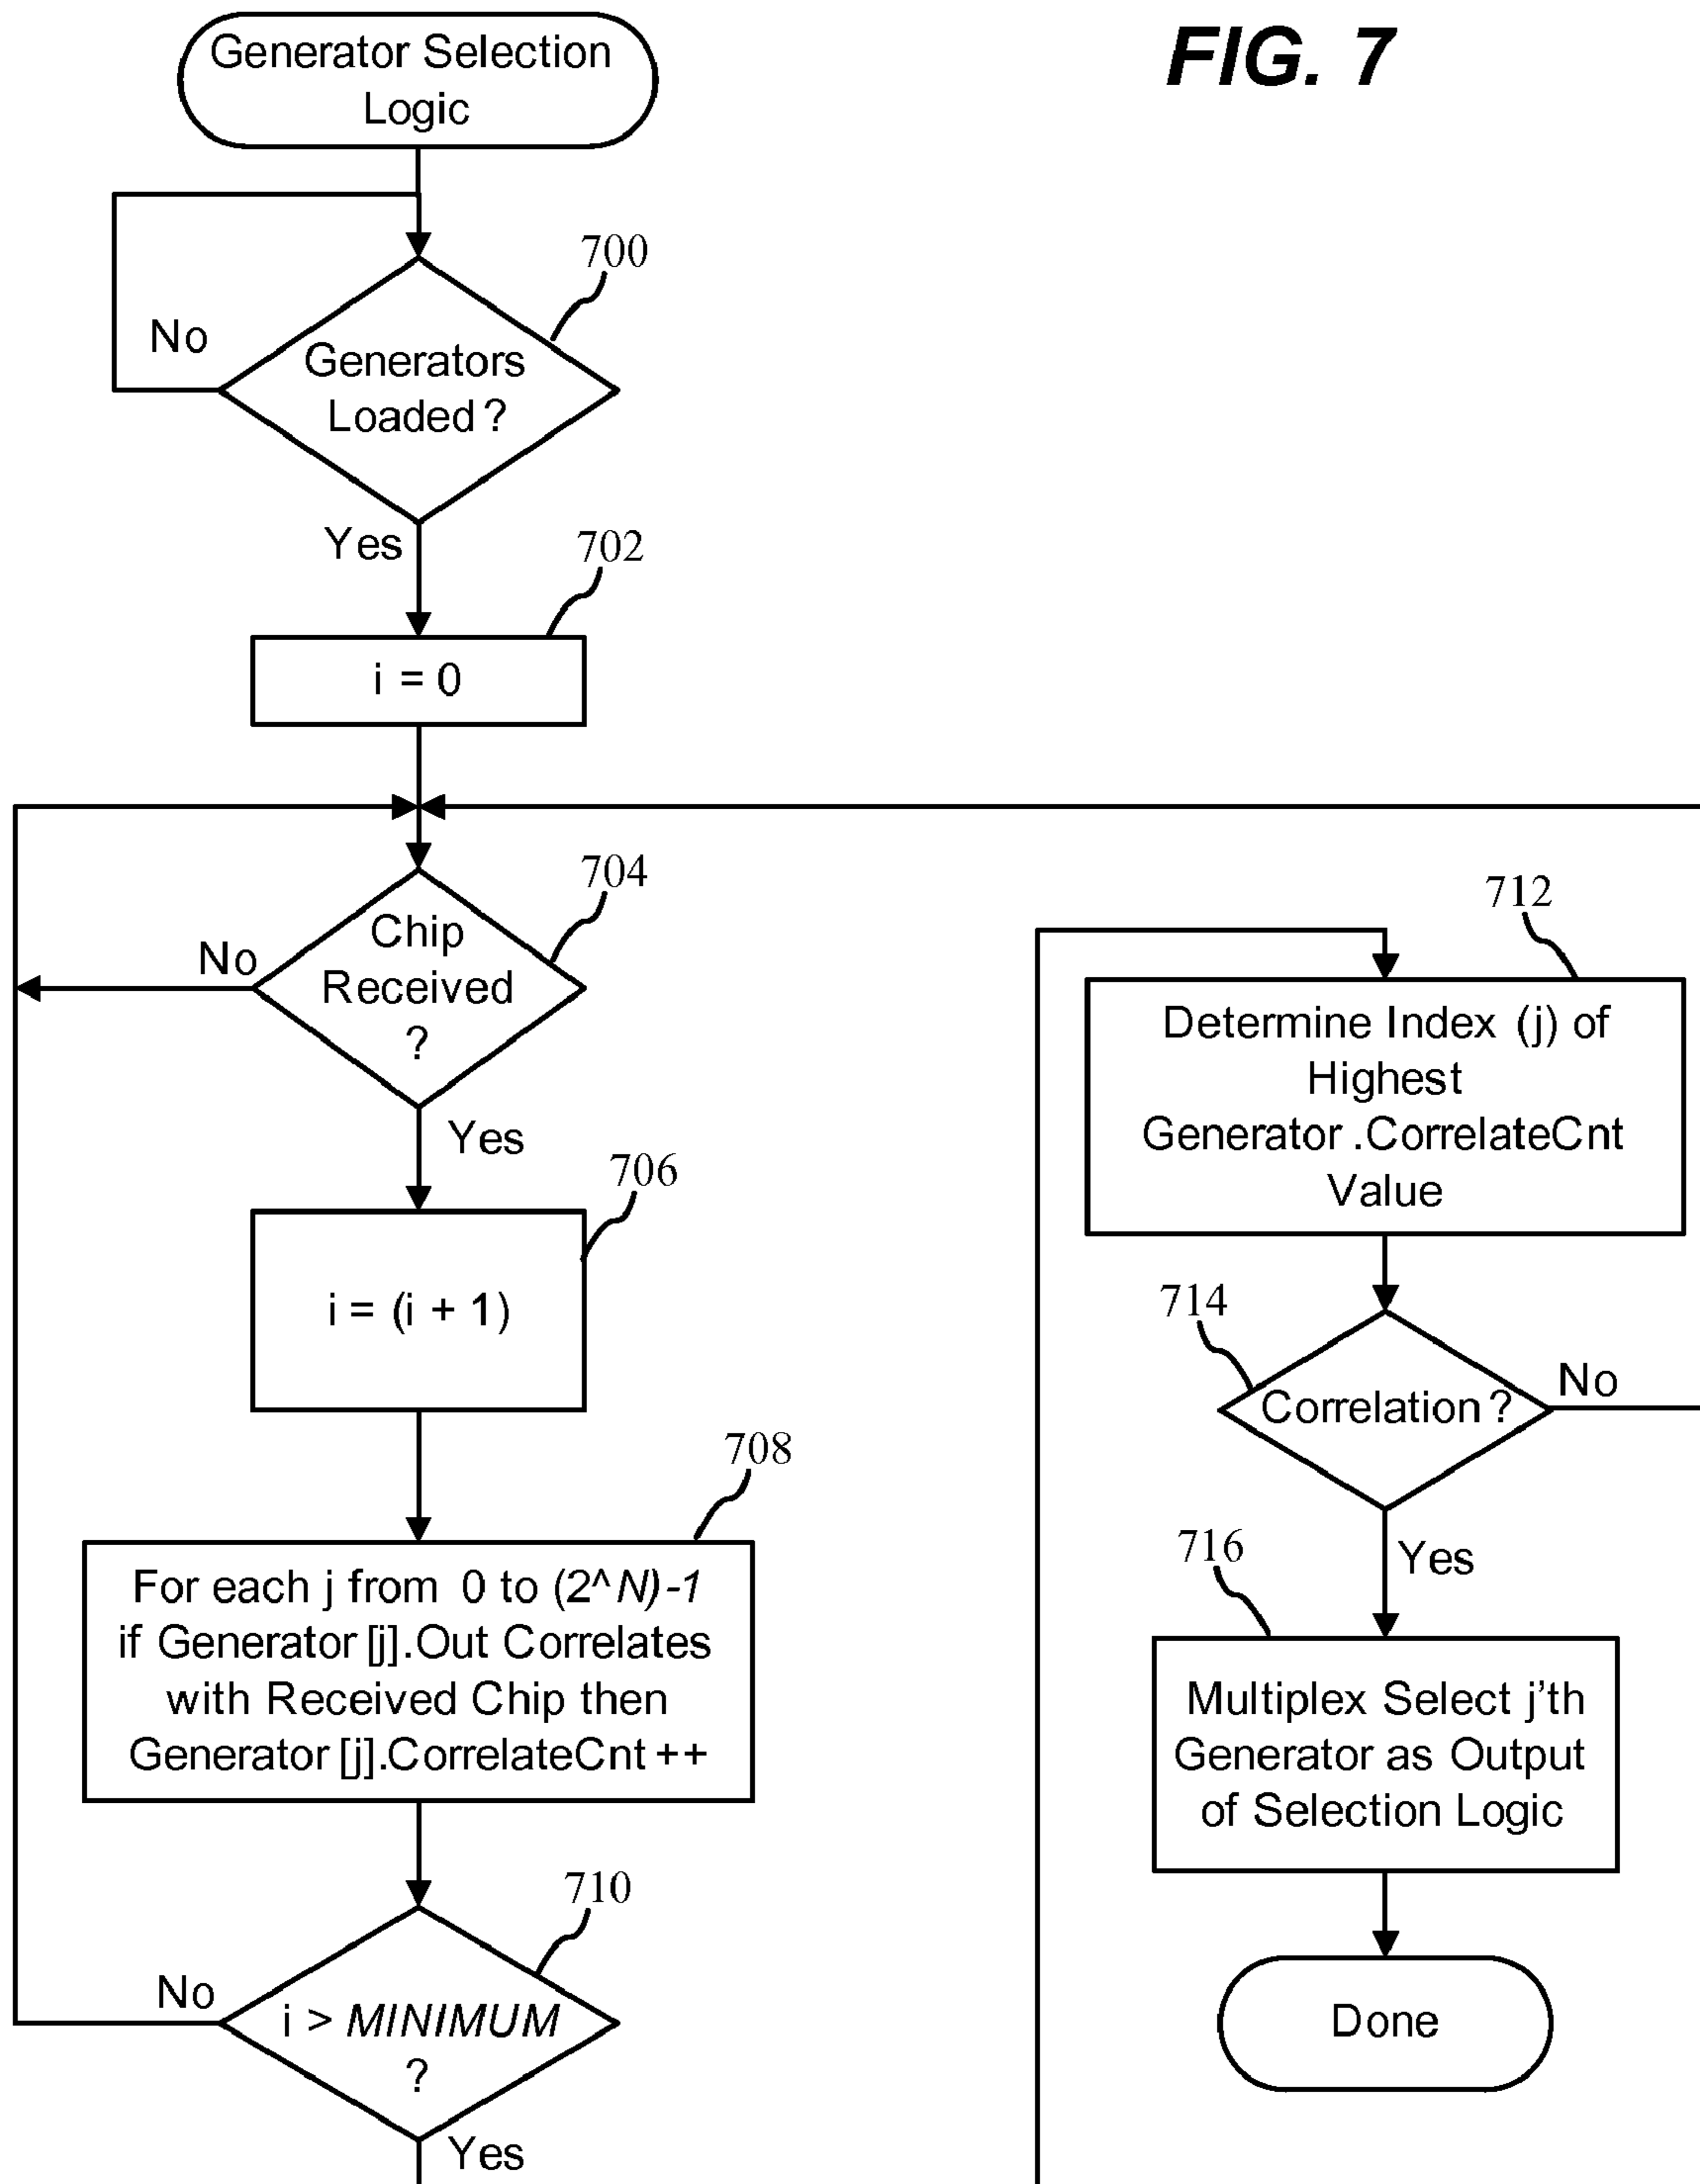 FIG. 7
Generator Selection
Logic
700
No
Generators
Loaded ?
Yes
702
i = 0
704
Chip
Received
?
No
Yes
706
i = (i + 1)
708
For each j from 0 to (2^N)-1
if Generator [j].Out Correlates
with Received Chip then
Generator [j].CorrelateCnt ++
710
No
i > MINIMUM
?
Yes
712
Determine Index (j) of
Highest
Generator .CorrelateCnt
Value
714
Correlation ?
No
Yes
716
Multiplex Select j'th
Generator as Output
of Selection Logic
Done